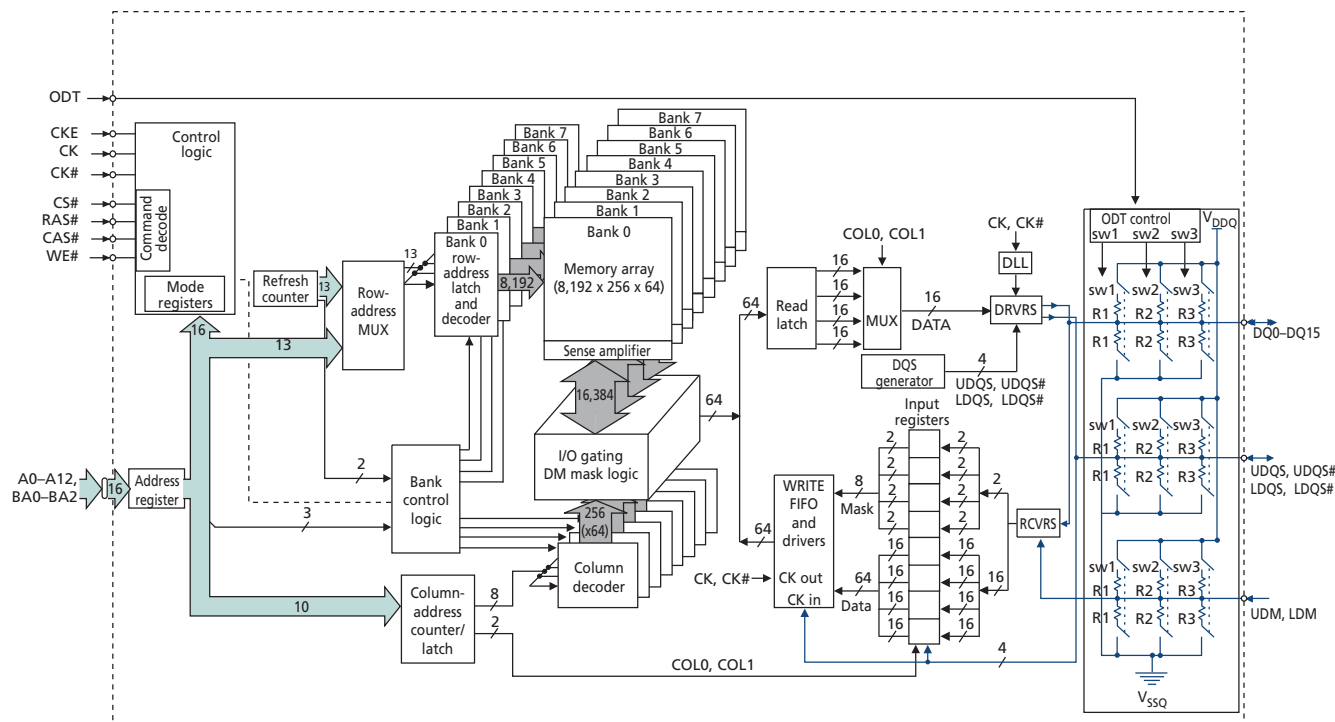 ODT
CKE
CK
CK#
CS#
RAS#
CAS#
WE#
Control
logic
Command
decode
Mode
registers
16
Refresh
counter
13
13
Row-
address
MUX
13
Bank 7
Bank 6
Bank 5
Bank 4
Bank 3
Bank 2
Bank 1
Bank 0
row-
address
latch
and
decoder
8,192
Bank 7
Bank 6
Bank 5
Bank 4
Bank 3
Bank 2
Bank 1
Bank 0
Memory array
(8,192 x 256 x 64)
Sense amplifier
16,384
I/O gating
DM mask logic
256
(x64)
Column
decoder
A0–A12,
BA0–BA2
16
Address
register
2
3
Bank
control
logic
10
Column-
address
counter/
latch
8
2
COL0, COL1
64
64
Read
latch
16
16
16
16
COL0, COL1
MUX
16
DATA
CK, CK#
DLL
DRVRS
DQS
generator
4
UDQS, UDQS#
LDQS, LDQS#
Input
registers
2
2
2
2
2
2
2
2
2
16
16
16
16
16
16
16
16
16
RCVRS
64
WRITE
FIFO
and
drivers
CK out
CK in
8
Mask
64
Data
CK, CK#
4
ODT control
sw1 sw2 sw3
VDDQ
sw1 sw2 sw3
R1 R2 R3
R1 R2 R3
DQ0–DQ15
sw1 sw2 sw3
R1 R2 R3
R1 R2 R3
UDQS, UDQS#
LDQS, LDQS#
sw1 sw2 sw3
R1 R2 R3
R1 R2 R3
UDM, LDM
VSSQ